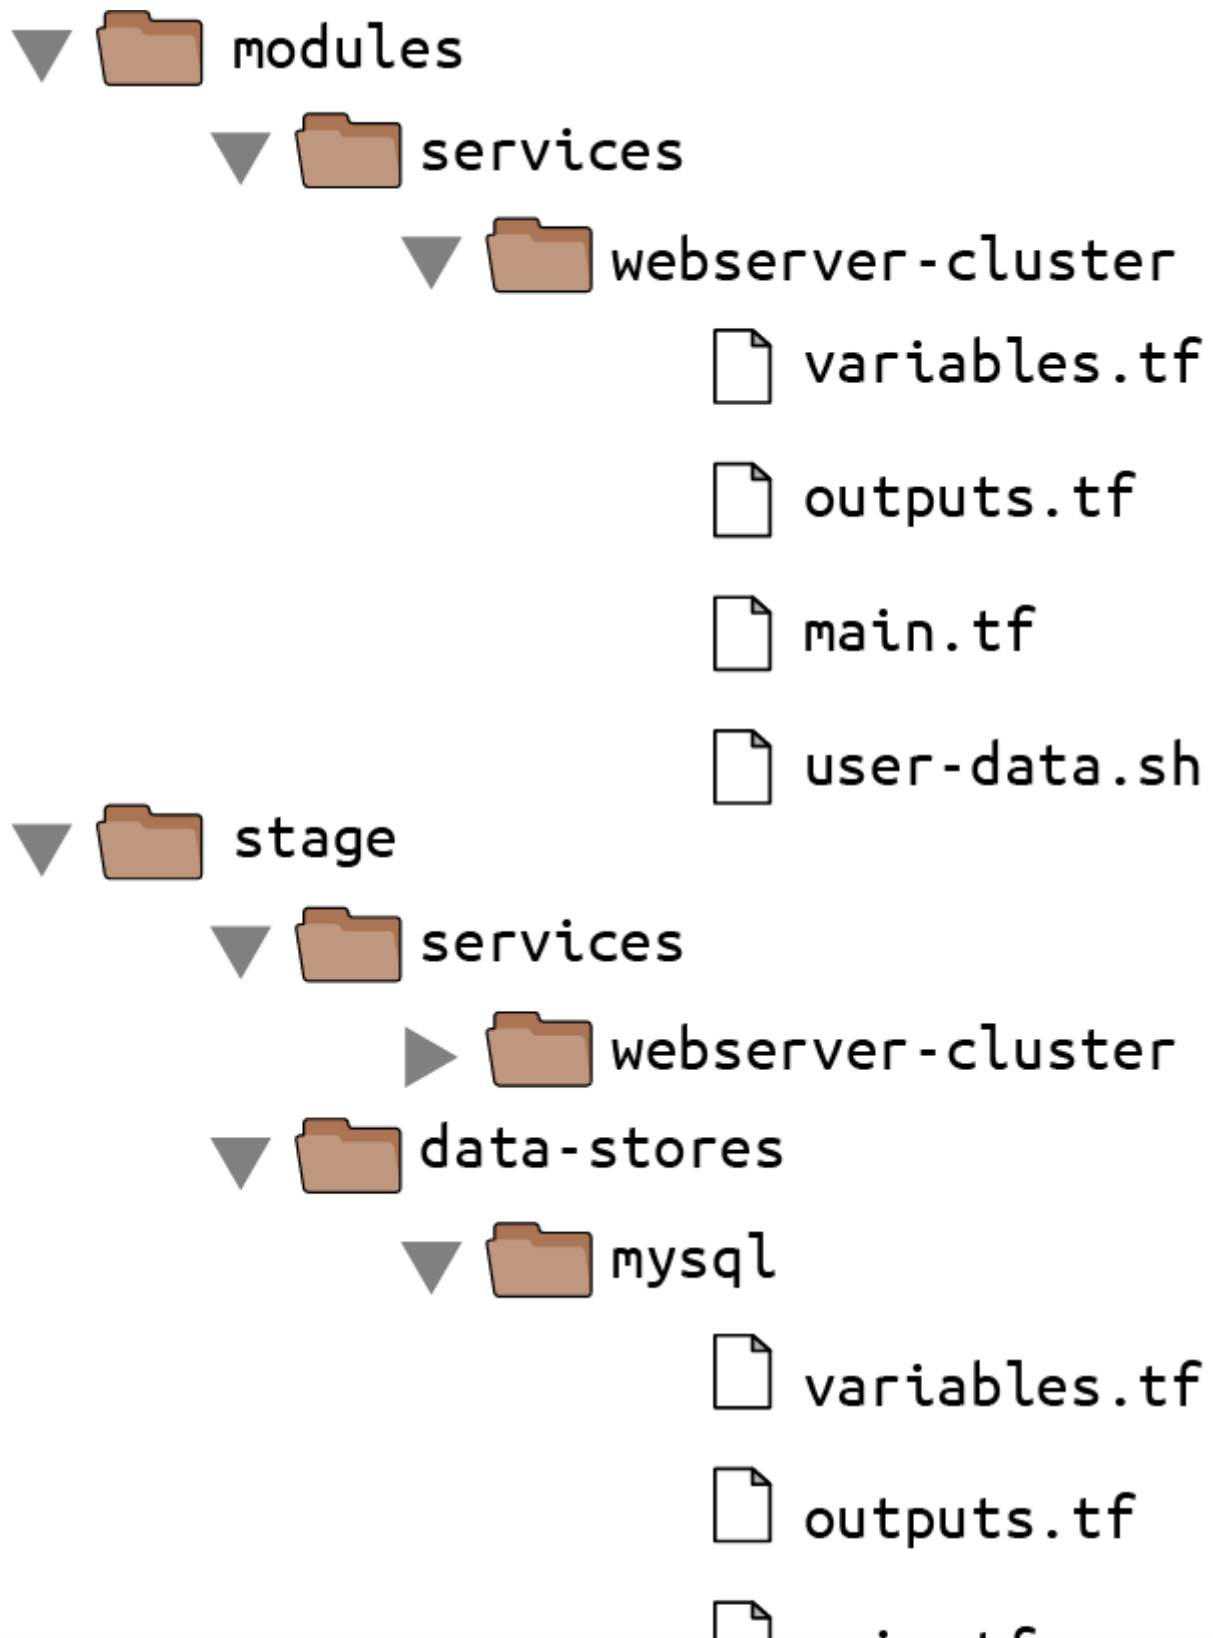 modules
services
webserver-cluster
variables.tf
outputs.tf
main.tf
user-data.sh
stage
services
webserver-cluster
data-stores
mysql
variables.tf
outputs.tf